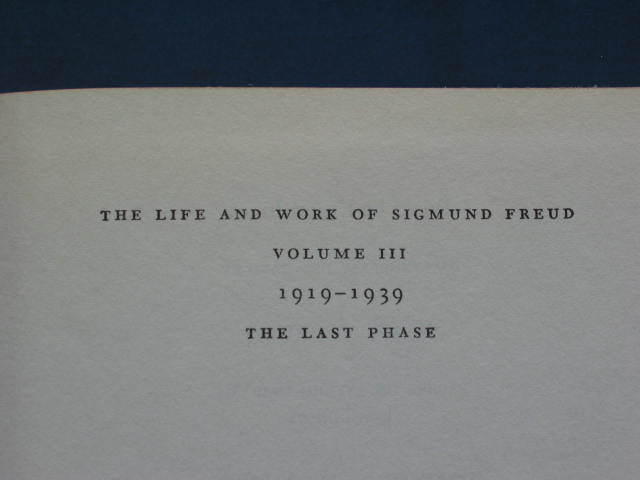 THE LIFE AND WORK OF SIGMUND FREUD
VOLUME III
1919–1939
THE LAST PHASE